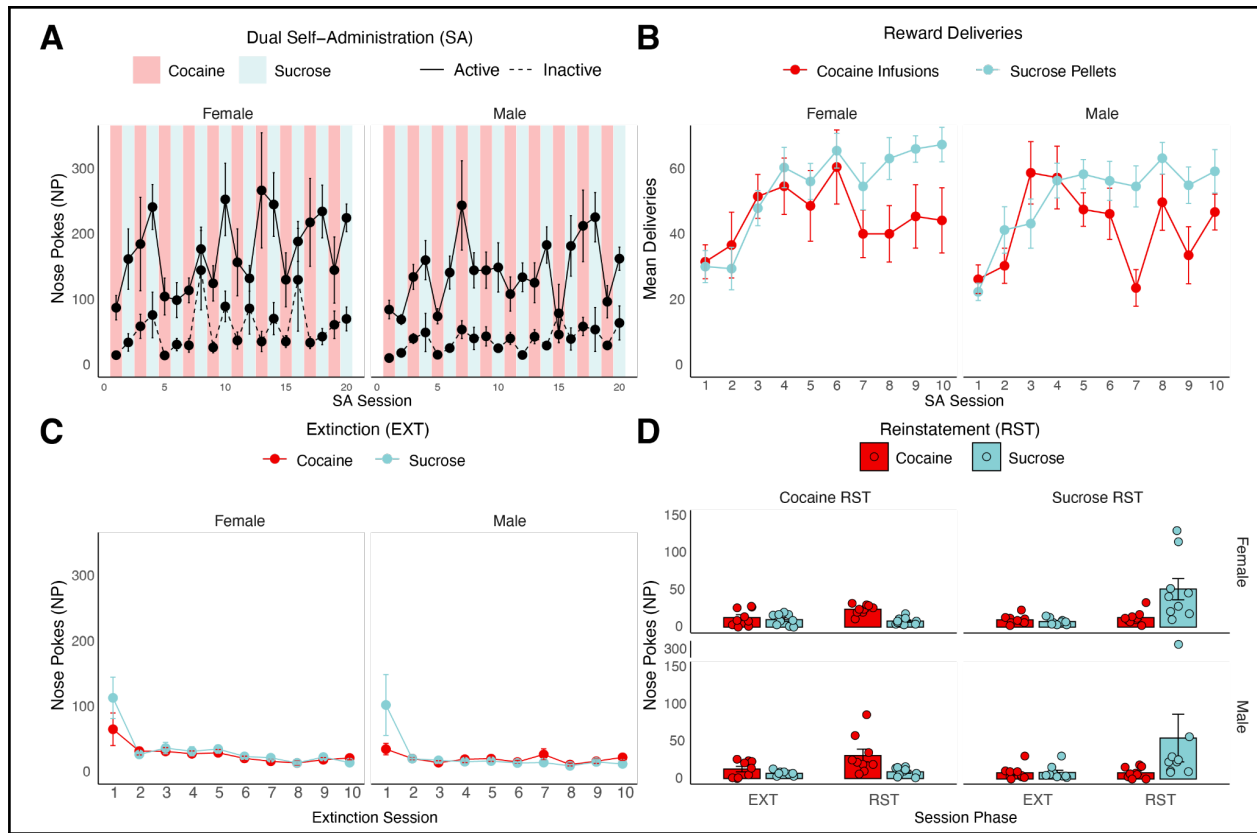 A
Dual Self−Administration (SA)
Cocaine Sucrose Active Inactive
Female Male
Nose Pokes (NP)
300
200
100
0
0 5 10 15 20 0 5 10 15 20
SA Session
B
Reward Deliveries
Cocaine Infusions Sucrose Pellets
Female Male
Mean Deliveries
60
40
20
0
1 2 3 4 5 6 7 8 9 10 1 2 3 4 5 6 7 8 9 10
SA Session
C
Extinction (EXT)
Cocaine Sucrose
Female Male
Nose Pokes (NP)
300
200
100
0
1 2 3 4 5 6 7 8 9 10 1 2 3 4 5 6 7 8 9 10
Extinction Session
D
Reinstatement (RST)
Cocaine Sucrose
Cocaine RST Sucrose RST
Nose Pokes (NP)
150
100
50
0
Female
300
150
100
50
0
Male
EXT RST EXT RST
Session Phase